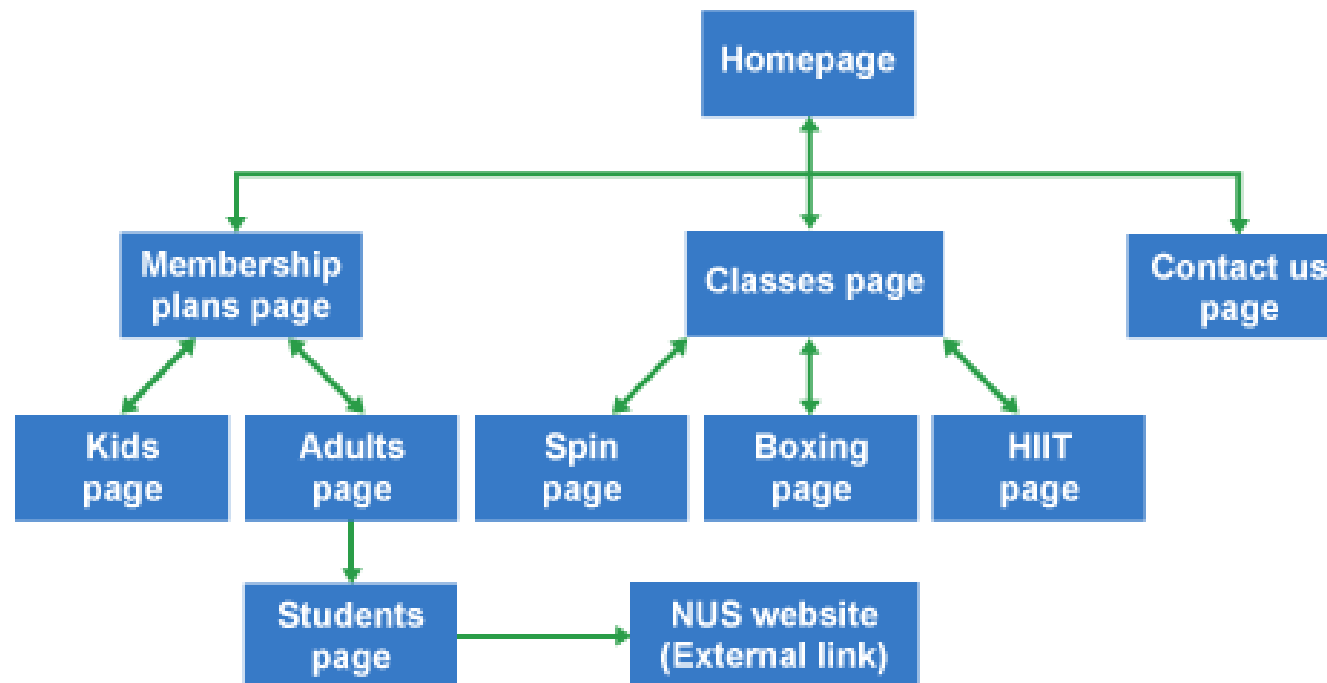 Homepage
Membership
plans page
Classes page
Contact us
page
Kids
page
Adults
page
Spin
page
Boxing
page
HIIT
page
Students
page
NUS website
(External link)